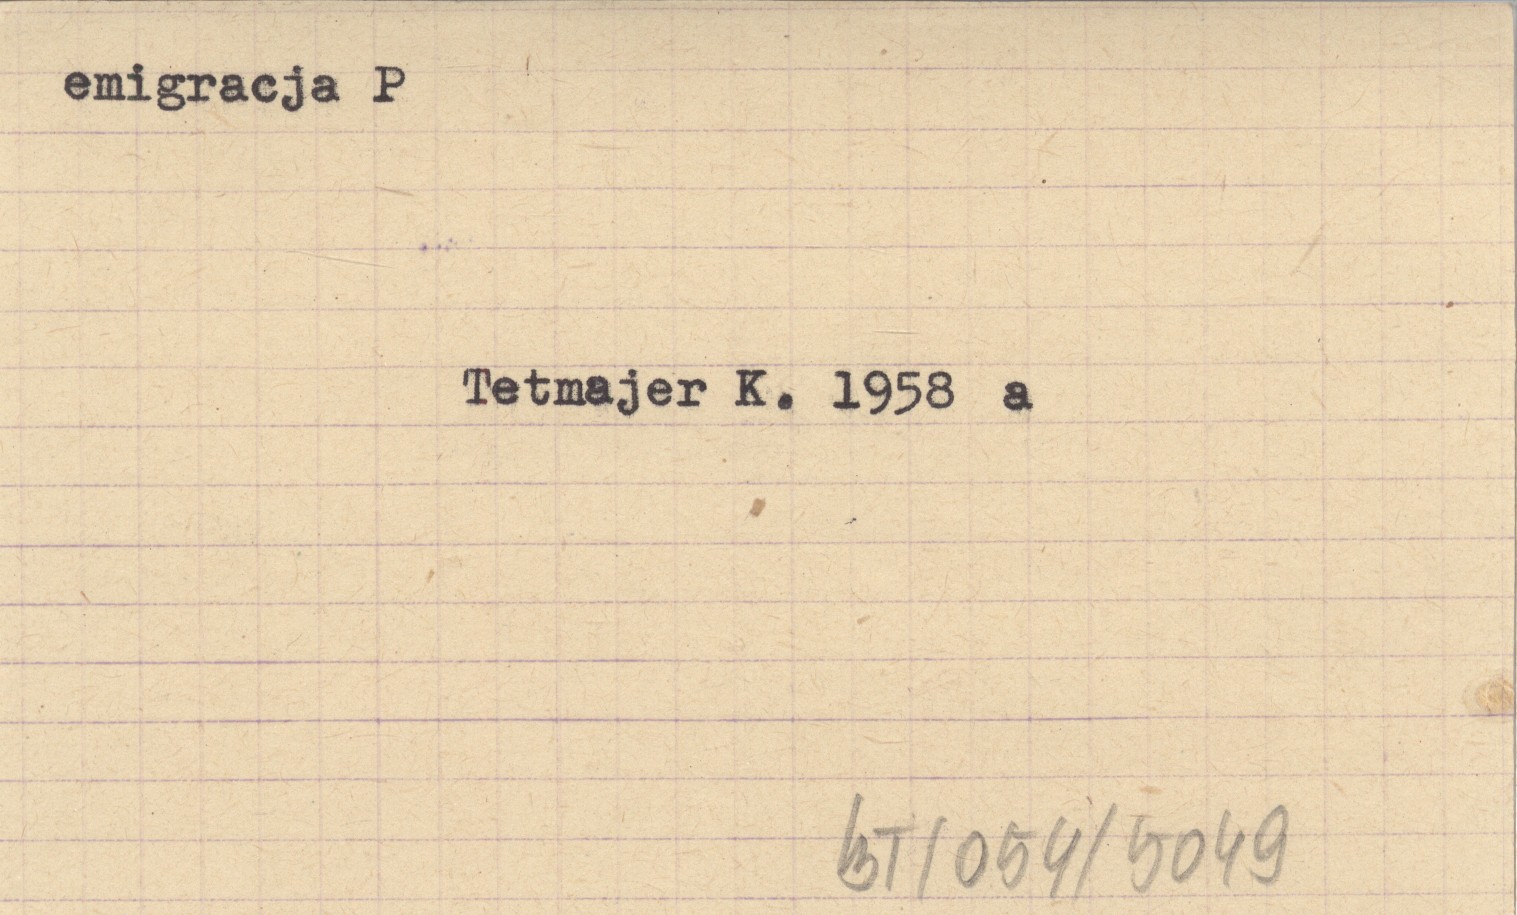 emigracja P
Tetmajer K. 1958 a
BT/054/5049